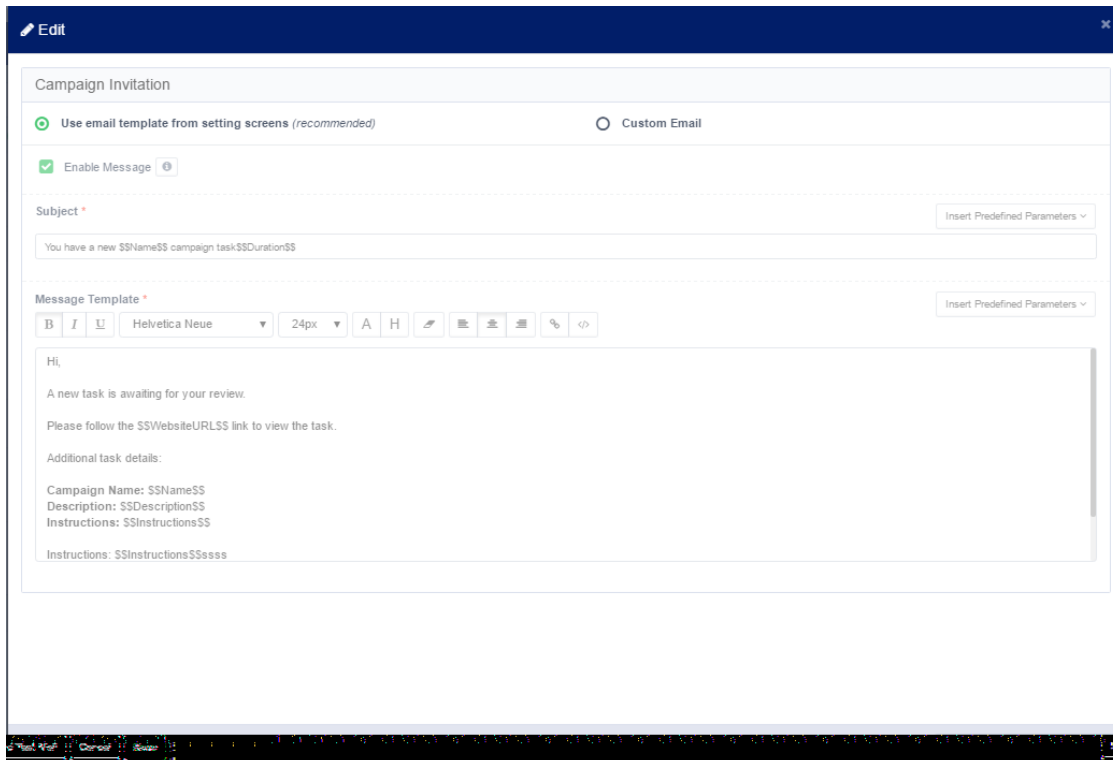 Edit
×
Campaign Invitation
Use email template from setting screens (recommended)
Custom Email
Enable Message
Subject *
Insert Predefined Parameters
You have a new $$Name$$ campaign task$$Duration$$
Message Template *
Insert Predefined Parameters
B I U Helvetica Neue 24px A H </>
Hi,
A new task is awaiting for your review.
Please follow the $$WebsiteURL$$ link to view the task.
Additional task details:
Campaign Name: $$Name$$
Description: $$Description$$
Instructions: $$Instructions$$
Instructions: $$Instructions$$ssss
Cancel
Save